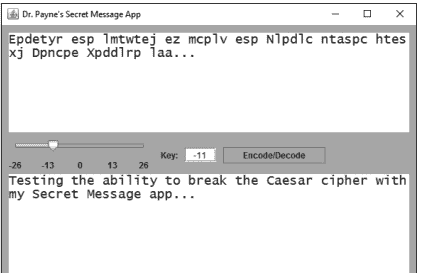 Dr. Payne's Secret Message App
Epdetyr esp lmtwtej ez mcplv esp Nlpdlc ntaspc htes
xj Dpncpe Xpddlrp laa...
-26 -13 0 13 26
Key: -11 Encode/Decode
Testing the ability to break the Caesar cipher with
my Secret Message app...